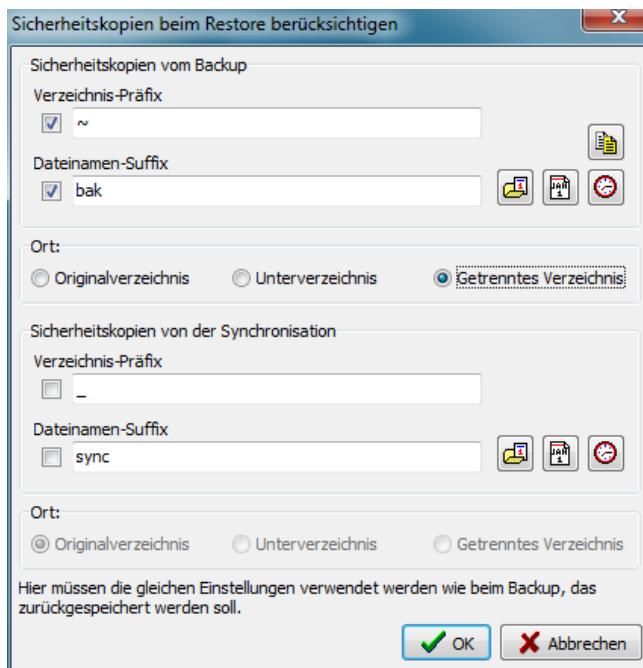 Sicherheitskopien beim Restore berücksichtigen
Sicherheitskopien vom Backup
Verzeichnis-Präfix
~
Dateinamen-Suffix
bak
Ort:
Originalverzeichnis Unterverzeichnis Getrenntes Verzeichnis
Sicherheitskopien von der Synchronisation
Verzeichnis-Präfix
_
Dateinamen-Suffix
sync
Ort:
Originalverzeichnis Unterverzeichnis Getrenntes Verzeichnis
Hier müssen die gleichen Einstellungen verwendet werden wie beim Backup, das
zurückgespeichert werden soll.
OK Abbrechen